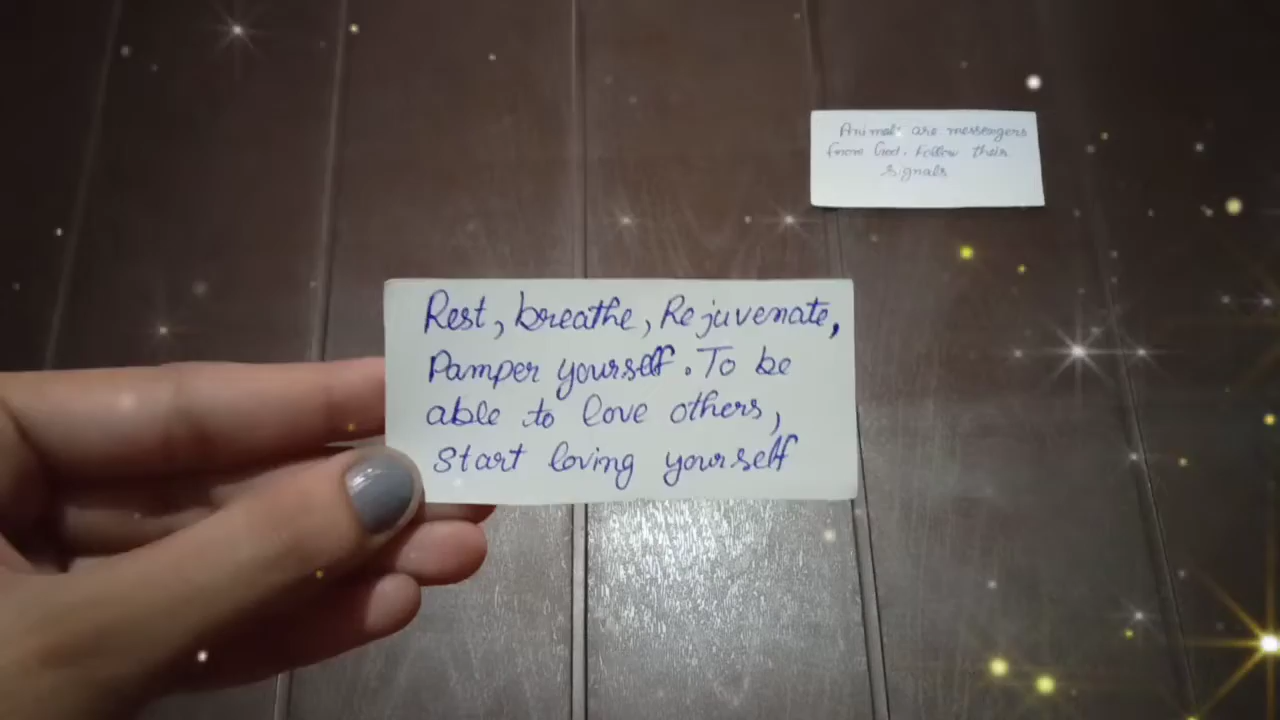 Animals are messengers
from God. Follow their
signals
Rest, breathe, Rejuvenate,
Pamper yourself. To be
able to love others,
Start loving yourself